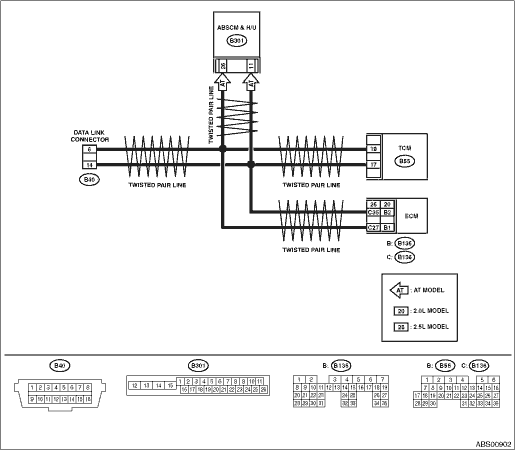 ABSCM & H/U
B301
26 11
AT AT
TWISTED PAIR LINE
DATA LINK
CONNECTOR
6
14
B40
TWISTED PAIR LINE
TWISTED PAIR LINE
18
17
TCM
B55
25 20
C35 B2
C27 B1
ECM
TWISTED PAIR LINE
B: B135
C: B136
AT : AT MODEL
20 : 2.0L MODEL
25 : 2.5L MODEL
B40
1 2 3 4 5 6 7 8
9 10 11 12 13 14 15 16
B301
12 13 14 15
1 2 3 4 5 6 7 8 9 10 11
16 17 18 19 20 21 22 23 24 25 26
B: B135
1 2 3 4 5 6 7
8 9 10 11 12 13 14 15 16 17 18 19
20 21 22 23 24 25 26 27
28 29 30 31 32 33 34 35
B: B55 C: B136
1 2 3 4 5 6
7 8 9 10 11 12 13 14 15 16
17 18 19 20 21 22 23 24 25 26 27
28 29 30 31 32 33 34 35
ABS00902